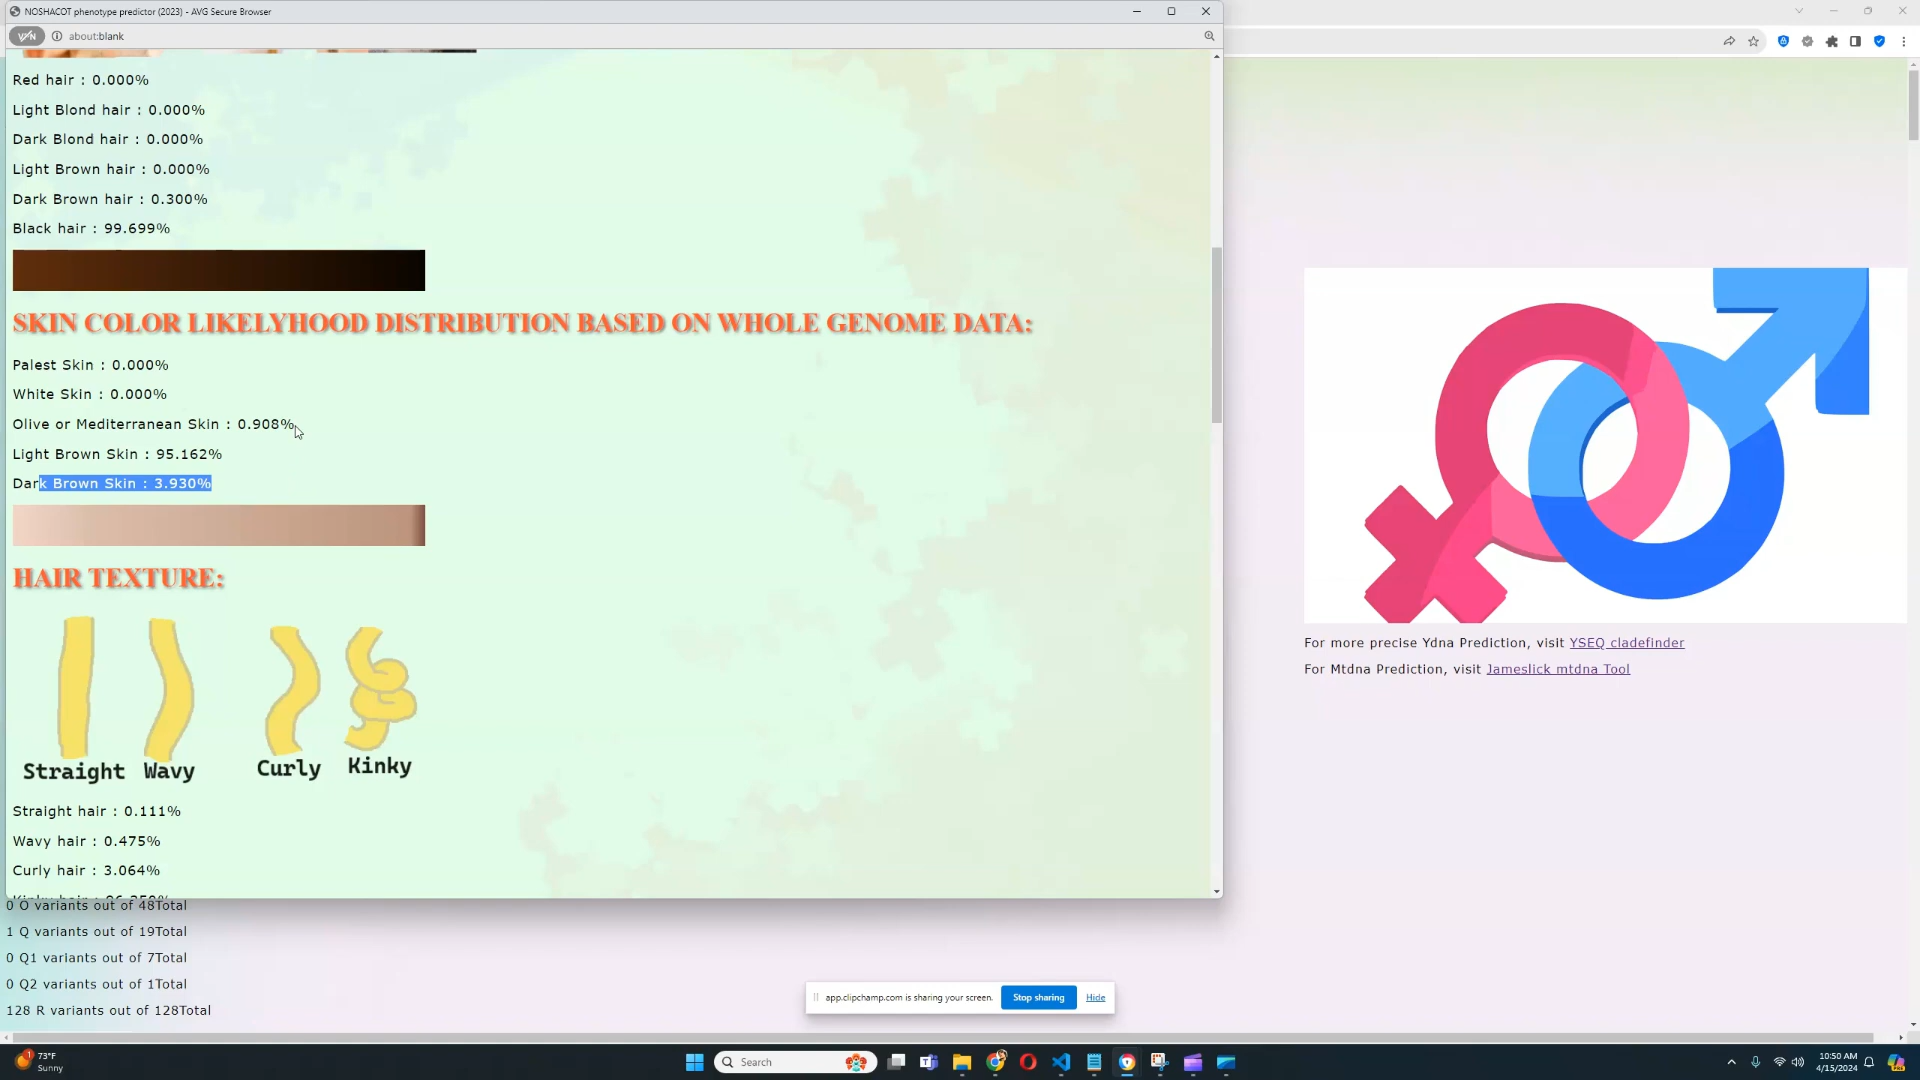 NOSHACOT phenotype predictor (2023) - AVG Secure Browser
VPN
about:blank
Red hair : 0.000%
Light Blond hair : 0.000%
Dark Blond hair : 0.000%
Light Brown hair : 0.000%
Dark Brown hair : 0.300%
Black hair : 99.699%
SKIN COLOR LIKELYHOOD DISTRIBUTION BASED ON WHOLE GENOME DATA:
Palest Skin : 0.000%
White Skin : 0.000%
Olive or Mediterranean Skin : 0.908%
Light Brown Skin : 95.162%
Dark Brown Skin : 3.930%
HAIR TEXTURE:
Straight Wavy Curly Kinky
Straight hair : 0.111%
Wavy hair : 0.475%
Curly hair : 3.064%
0 O variants out of 48Total
1 Q variants out of 19Total
0 Q1 variants out of 7Total
0 Q2 variants out of 1Total
128 R variants out of 128Total
For more precise Ydna Prediction, visit YSEQ cladefinder
For Mtdna Prediction, visit Jameslick mtdna Tool
app.clipchamp.com is sharing your screen. Stop sharing Hide
1
73°F
Sunny
Search
10:50 AM
4/15/2024